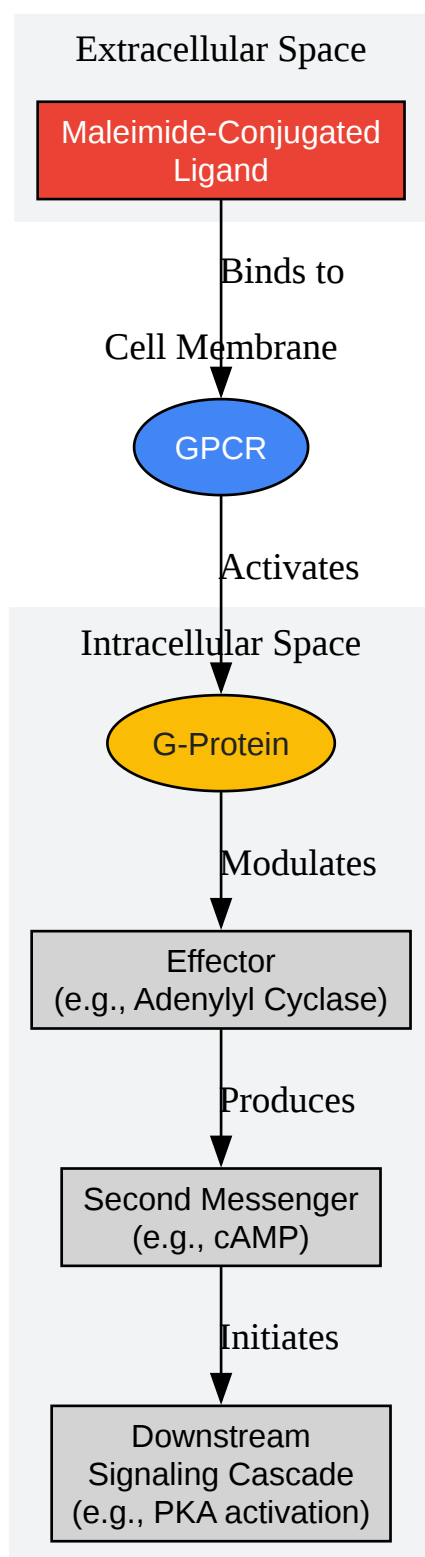 Extracellular Space
Maleimide-Conjugated
Ligand
Binds to
Cell Membrane
GPCR
Activates
Intracellular Space
G-Protein
Modulates
Effector
(e.g., Adenylyl Cyclase)
Produces
Second Messenger
(e.g., cAMP)
Initiates
Downstream
Signaling Cascade
(e.g., PKA activation)